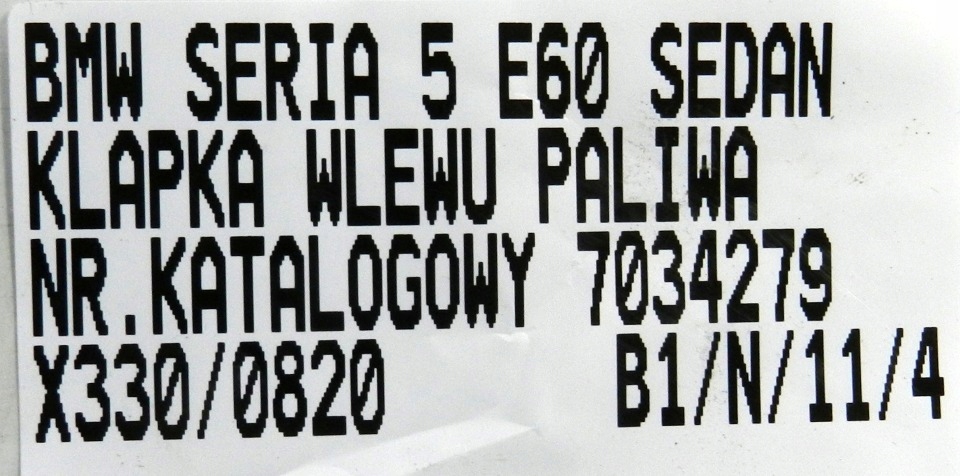 BMW SERIA 5 E60 SEDAN
KLAPKA WLEWU PALIWA
NR.KATALOGOWY 7034279
X330/0820 B1/N/11/4